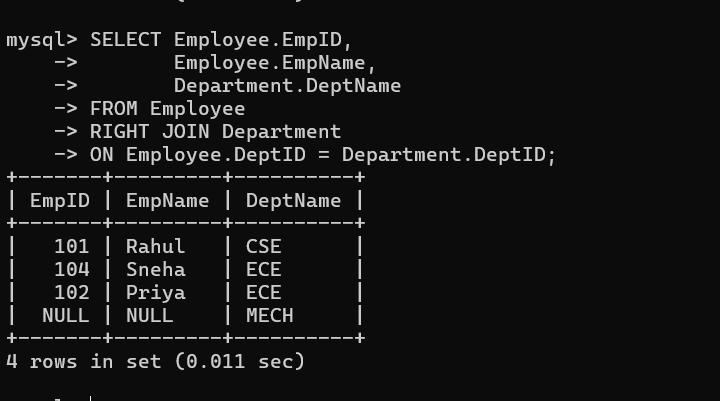 mysql> SELECT Employee.EmpID,
    ->        Employee.EmpName,
    ->        Department.DeptName
    -> FROM Employee
    -> RIGHT JOIN Department
    -> ON Employee.DeptID = Department.DeptID;
+-------+---------+----------+
| EmpID | EmpName | DeptName |
+-------+---------+----------+
|   101 | Rahul   | CSE      |
|   104 | Sneha   | ECE      |
|   102 | Priya   | ECE      |
|  NULL | NULL    | MECH     |
+-------+---------+----------+
4 rows in set (0.011 sec)